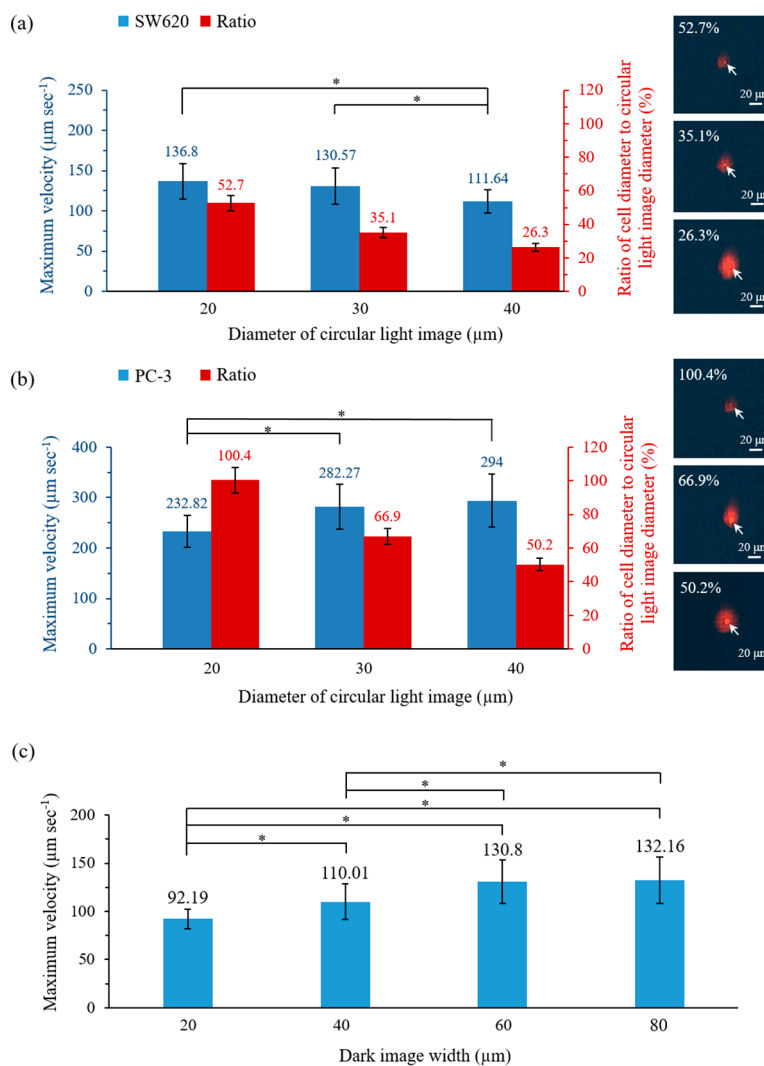 (a)
SW620 Ratio
Maximum velocity (µm sec⁻¹)
250
200
150
100
50
0
* *
136.8 52.7 130.57 35.1 111.64 26.3
120
100
80
60
40
20
0
Ratio of cell diameter to circular
light image diameter (%)
20 30 40
Diameter of circular light image (µm)
52.7%
20 µm
35.1%
20 µm
26.3%
20 µm
(b)
PC-3 Ratio
Maximum velocity (µm sec⁻¹)
400
300
200
100
0
* *
232.82 100.4 282.27 66.9 294 50.2
120
100
80
60
40
20
0
Ratio of cell diameter to circular
light image diameter (%)
20 30 40
Diameter of circular light image (µm)
100.4%
20 µm
66.9%
20 µm
50.2%
20 µm
(c)
Maximum velocity (µm sec⁻¹)
200
150
100
50
0
* * * * *
92.19 110.01 130.8 132.16
20 40 60 80
Dark image width (µm)